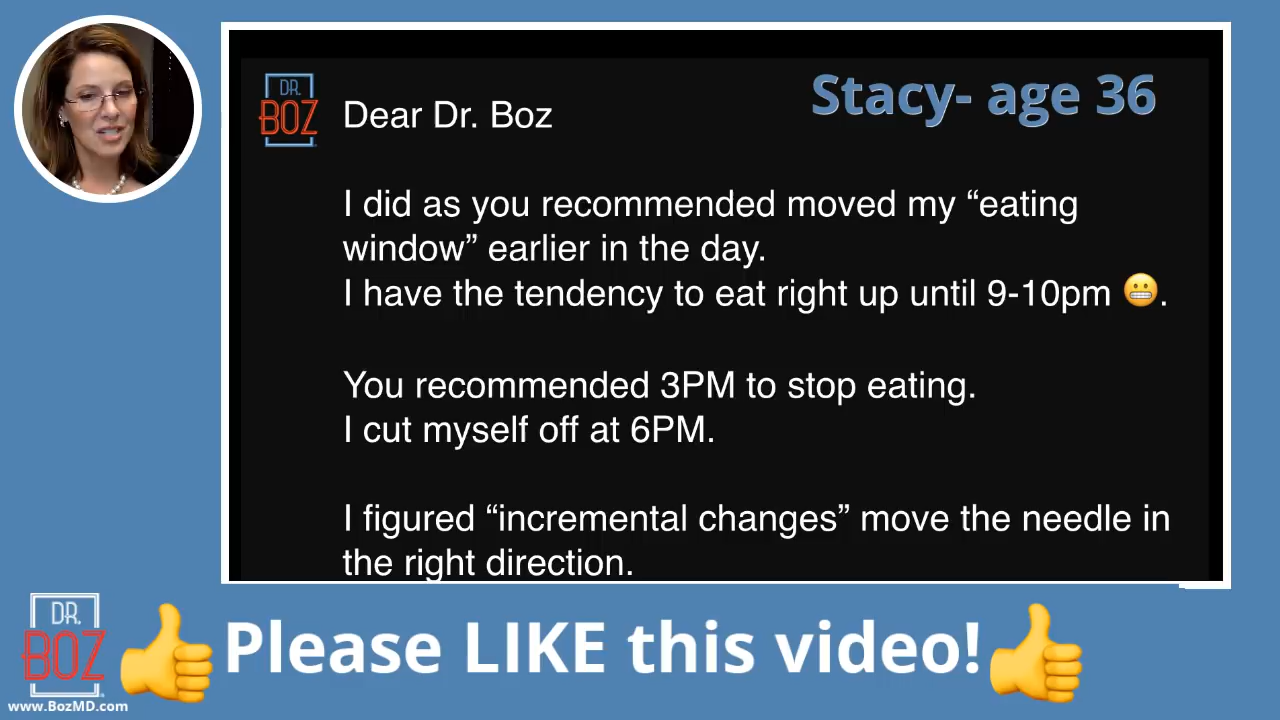 Stacy- age 36
DR.
BOZ
Dear Dr. Boz
I did as you recommended moved my “eating
window” earlier in the day.
I have the tendency to eat right up until 9-10pm 😬.
You recommended 3PM to stop eating.
I cut myself off at 6PM.
I figured “incremental changes” move the needle in
the right direction.
DR.
BOZ
👍Please LIKE this video!👍
www.BozMD.com